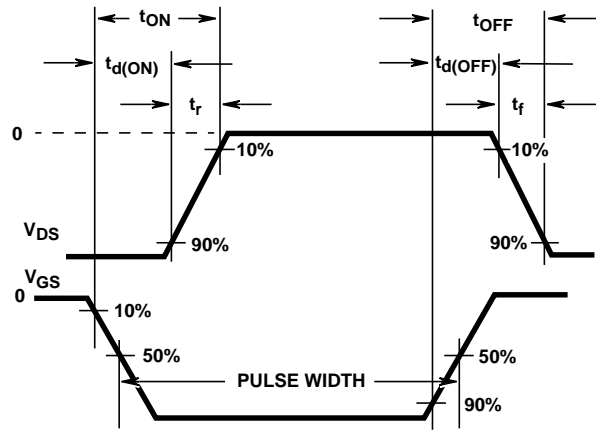 tON tOFF
td(ON) td(OFF)
tr tf
0
10% 10%
VDS
90% 90%
VGS
0
10%
50% 50%
PULSE WIDTH
90%